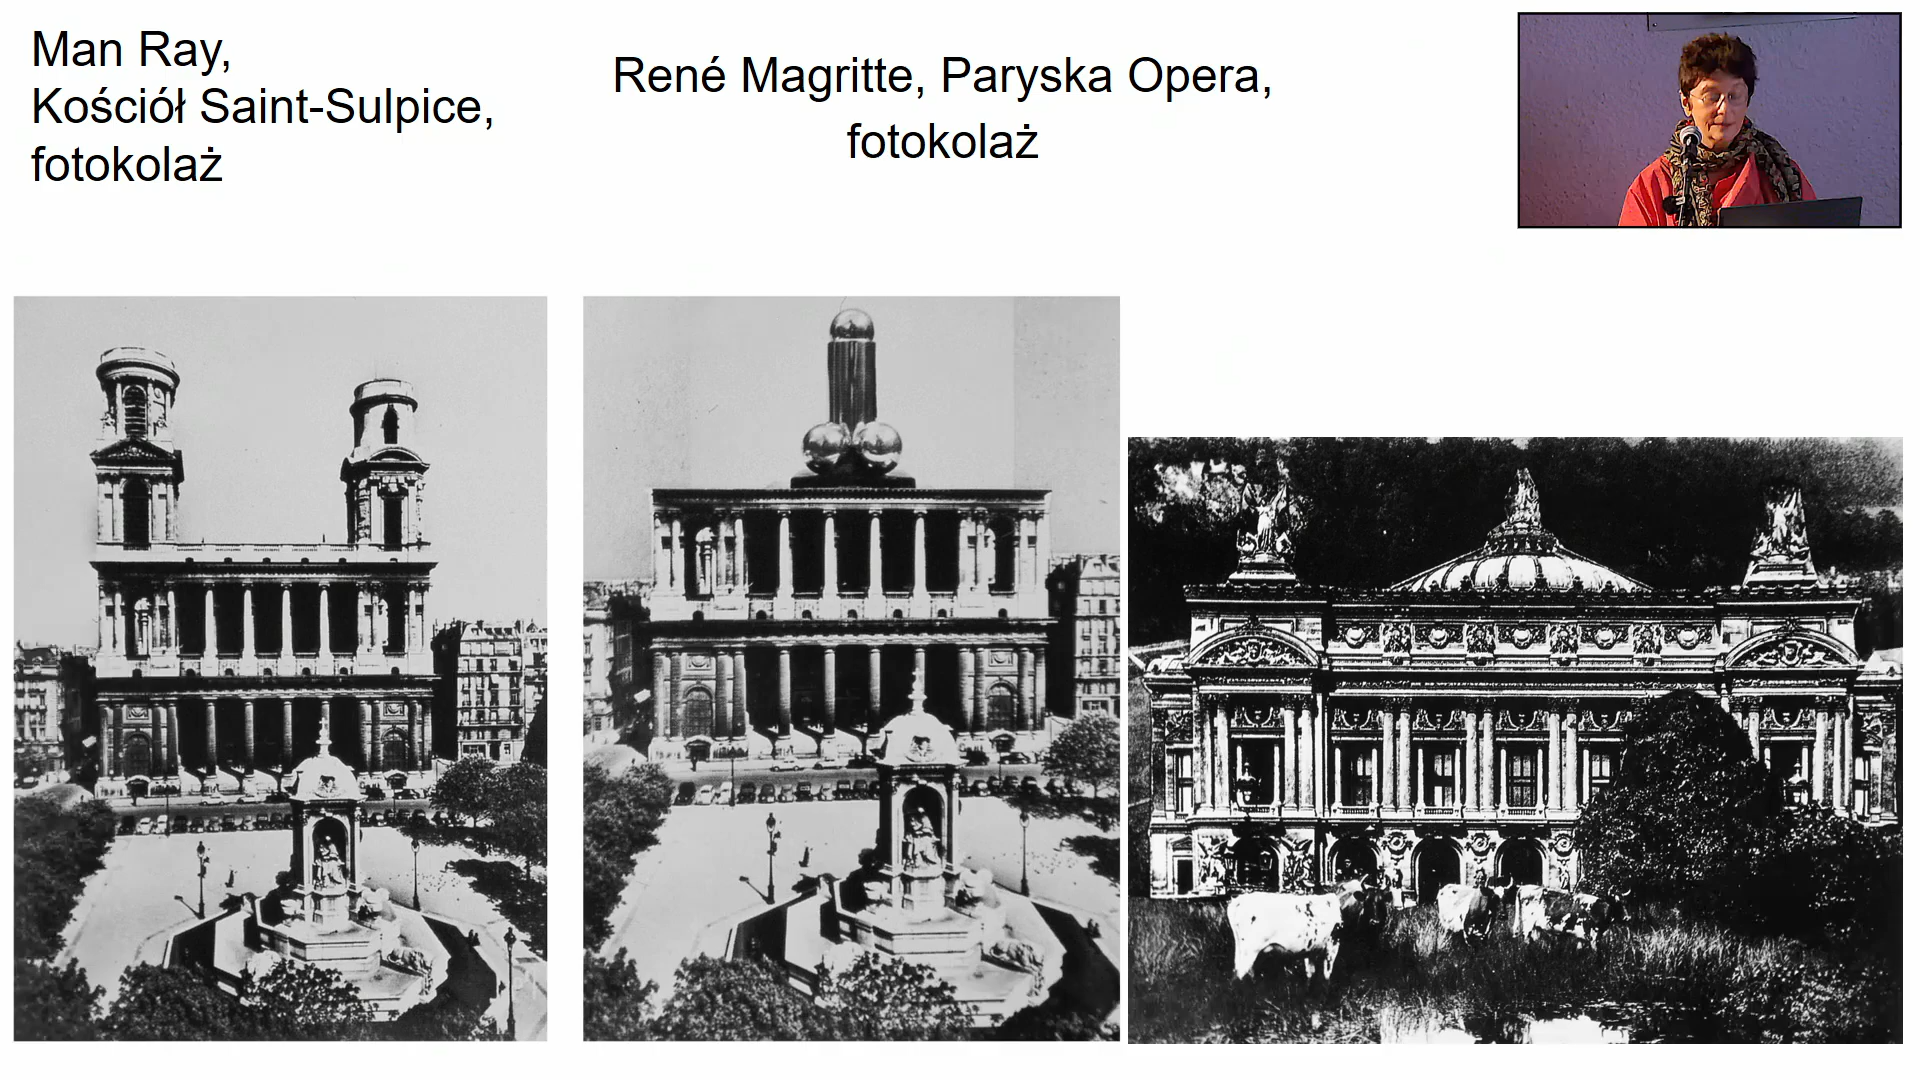 Man Ray,
Kościół Saint-Sulpice,
fotokolaż
René Magritte, Paryska Opera,
fotokolaż